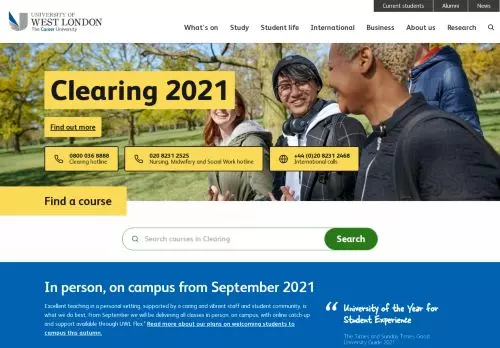 Current students
Alumni
News
UNIVERSITY OF
WEST LONDON
The Career University
What's on
Study
Student life
International
Business
About us
Research
Clearing 2021
Find out more
0800 036 8888
Clearing hotline
020 8231 2525
Nursing, Midwifery and Social Work hotline
+44 (0)20 8231 2468
International calls
Find a course
Search courses in Clearing
Search
In person, on campus from September 2021
Excellent teaching in a personal setting, supported by a caring and vibrant staff and student community, is
what we do best. From September we will be delivering all classes in person, on campus, with online catch-up
and support available through UWL Flex.* Read more about our plans on welcoming students to
campus this autumn.
“ University of the Year for
Student Experience
The Times and Sunday Times Good
University Guide 2021